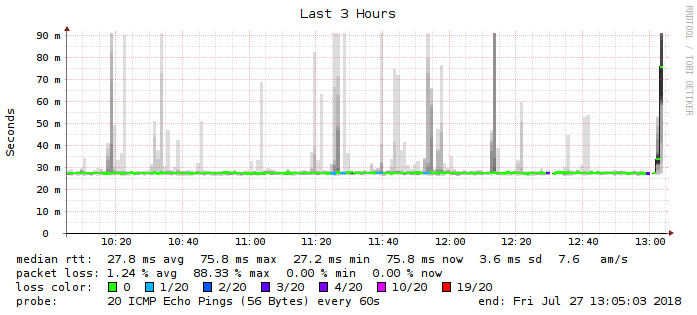 Last 3 Hours
RRDTOOL / TOBI OETIKER
Seconds
90 m
80 m
70 m
60 m
50 m
40 m
30 m
20 m
10 m
0
10:20 10:40 11:00 11:20 11:40 12:00 12:20 12:40 13:00
median rtt: 27.8 ms avg 75.8 ms max 27.2 ms min 75.8 ms now 3.6 ms sd 7.6 am/s
packet loss: 1.24 % avg 88.33 % max 0.00 % min 0.00 % now
loss color: 0 1/20 2/20 3/20 4/20 10/20 19/20
probe: 20 ICMP Echo Pings (56 Bytes) every 60s end: Fri Jul 27 13:05:03 2018